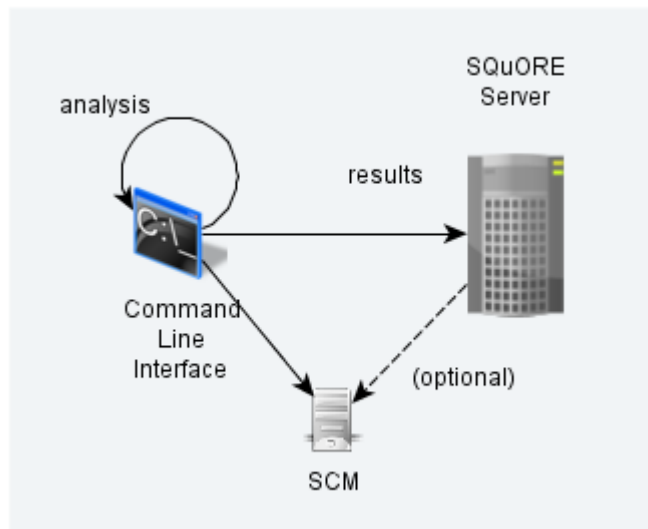 SQuORE
Server
analysis
results
C:\_
Command
Line
Interface
(optional)
SCM